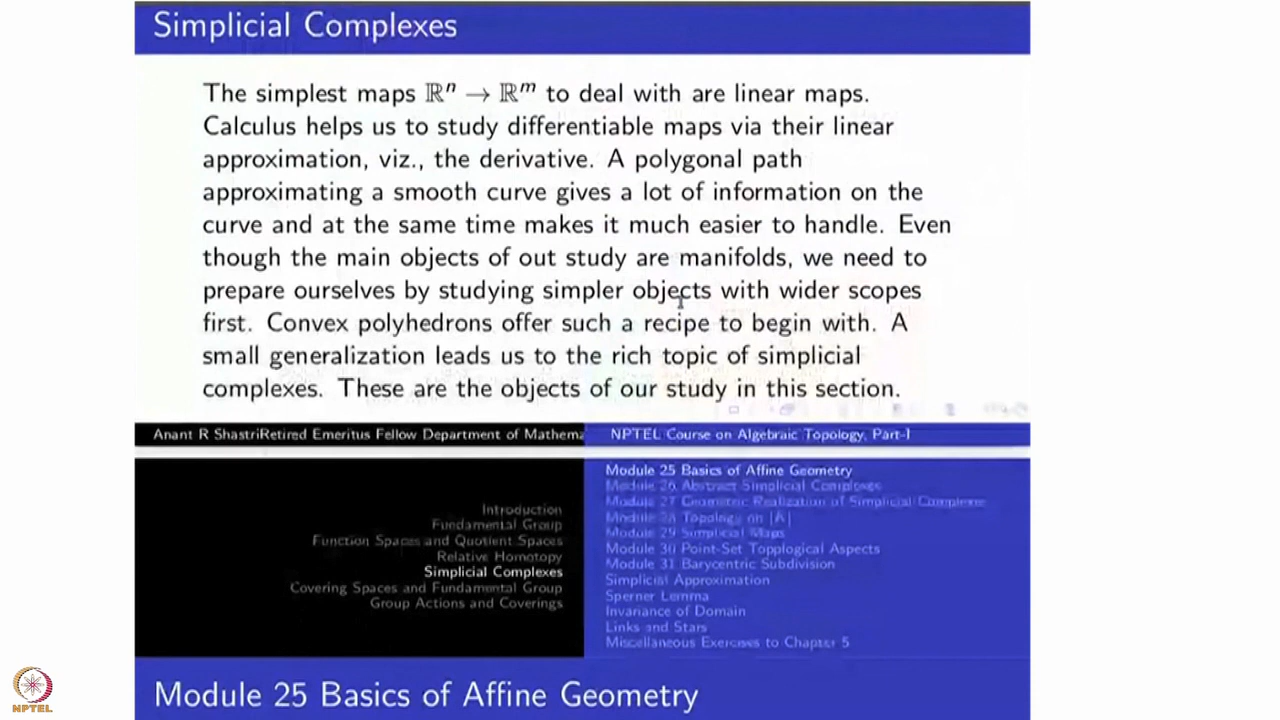 Simplicial Complexes
The simplest maps ℝⁿ → ℝᵐ to deal with are linear maps.
Calculus helps us to study differentiable maps via their linear
approximation, viz., the derivative. A polygonal path
approximating a smooth curve gives a lot of information on the
curve and at the same time makes it much easier to handle. Even
though the main objects of out study are manifolds, we need to
prepare ourselves by studying simpler objects with wider scopes
first. Convex polyhedrons offer such a recipe to begin with. A
small generalization leads us to the rich topic of simplicial
complexes. These are the objects of our study in this section.
Anant R ShastriRetired Emeritus Fellow Department of Mathema
NPTEL Course on Algebraic Topology, Part-I
Introduction
Fundamental Group
Function Spaces and Quotient Spaces
Relative Homotopy
Simplicial Complexes
Covering Spaces and Fundamental Group
Group Actions and Coverings
Module 25 Basics of Affine Geometry
Module 26 Abstract Simplicial Complexes
Module 27 Geometric Realization of Simplicial Complexe
Module 28 Topology on |K|
Module 29 Simplicial Maps
Module 30 Point-Set Topplogical Aspects
Module 31 Barycentric Subdivision
Simplicial Approximation
Sperner Lemma
Invariance of Domain
Links and Stars
Miscellaneous Exercises to Chapter 5
Module 25 Basics of Affine Geometry
NPTEL